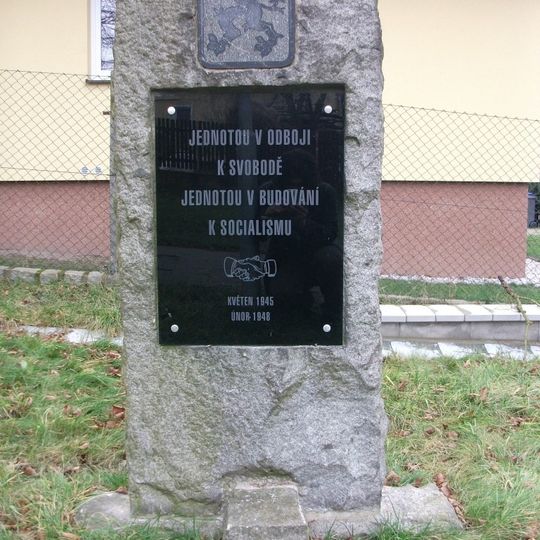 JEDNOTOU V ODBOJI
K SVOBODĚ
JEDNOTOU V BUDOVÁNÍ
K SOCIALISMU
KVĚTEN 1945
ÚNOR 1948